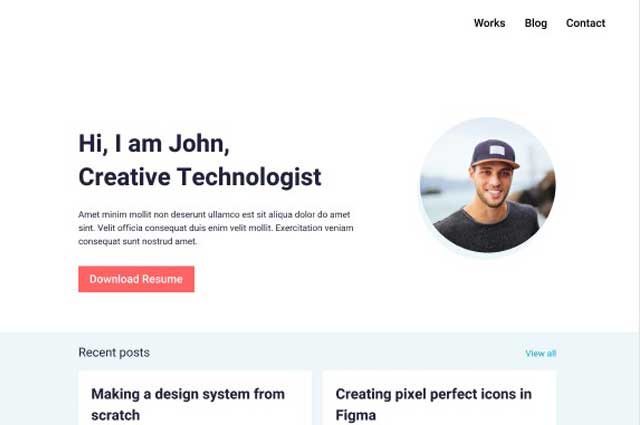 Works Blog Contact
Hi, I am John,
Creative Technologist
Amet minim mollit non deserunt ullamco est sit aliqua dolor do amet
sint. Velit officia consequat duis enim velit mollit. Exercitation veniam
consequat sunt nostrud amet.
Download Resume
Recent posts
View all
Making a design system from
scratch
Creating pixel perfect icons in
Figma